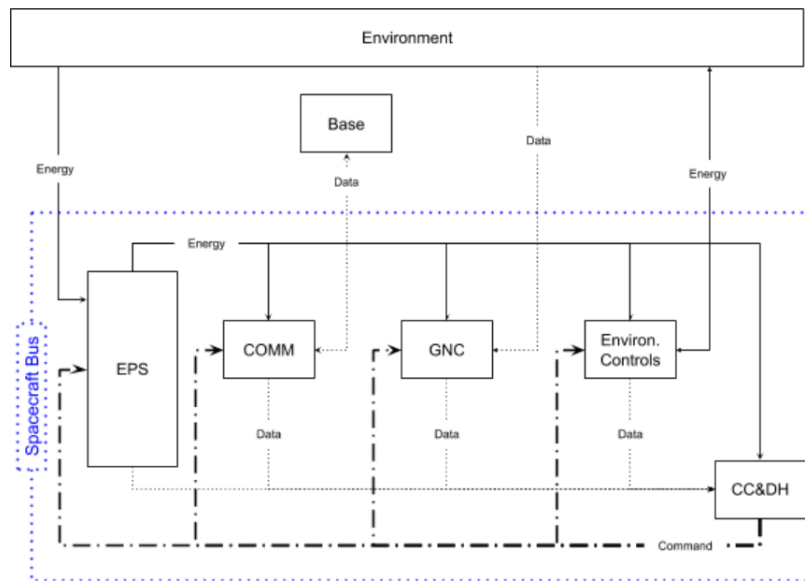 Environment
Base
Data
Energy
Data
Energy
Energy
Spacecraft Bus
EPS
COMM
GNC
Environ.
Controls
Data
Data
Data
CC&DH
Command